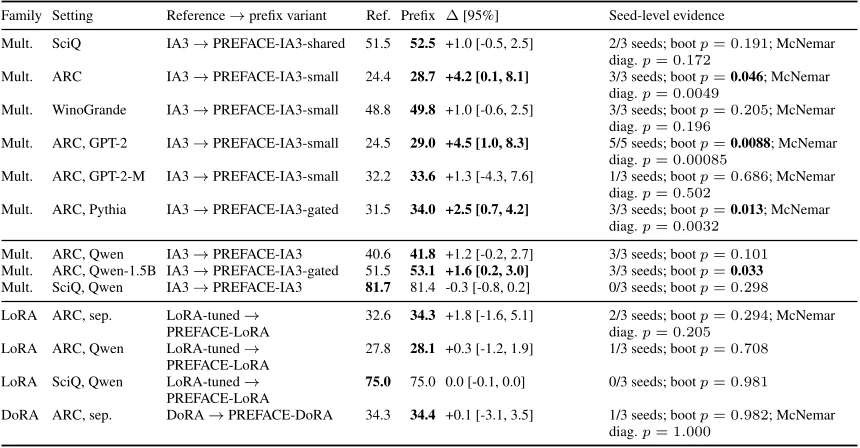 Family Setting Reference → prefix variant Ref. Prefix Δ [95%] Seed-level evidence
Mult. SciQ IA3 → PREFACE-IA3-shared 51.5 52.5 +1.0 [-0.5, 2.5] 2/3 seeds; boot p = 0.191; McNemar
diag. p = 0.172
Mult. ARC IA3 → PREFACE-IA3-small 24.4 28.7 +4.2 [0.1, 8.1] 3/3 seeds; boot p = 0.046; McNemar
diag. p = 0.0049
Mult. WinoGrande IA3 → PREFACE-IA3-small 48.8 49.8 +1.0 [-0.6, 2.5] 3/3 seeds; boot p = 0.205; McNemar
diag. p = 0.196
Mult. ARC, GPT-2 IA3 → PREFACE-IA3-small 24.5 29.0 +4.5 [1.0, 8.3] 5/5 seeds; boot p = 0.0088; McNemar
diag. p = 0.00085
Mult. ARC, GPT-2-M IA3 → PREFACE-IA3-small 32.2 33.6 +1.3 [-4.3, 7.6] 1/3 seeds; boot p = 0.686; McNemar
diag. p = 0.502
Mult. ARC, Pythia IA3 → PREFACE-IA3-gated 31.5 34.0 +2.5 [0.7, 4.2] 3/3 seeds; boot p = 0.013; McNemar
diag. p = 0.0032
Mult. ARC, Qwen IA3 → PREFACE-IA3 40.6 41.8 +1.2 [-0.2, 2.7] 3/3 seeds; boot p = 0.101
Mult. ARC, Qwen-1.5B IA3 → PREFACE-IA3-gated 51.5 53.1 +1.6 [0.2, 3.0] 3/3 seeds; boot p = 0.033
Mult. SciQ, Qwen IA3 → PREFACE-IA3 81.7 81.4 -0.3 [-0.8, 0.2] 0/3 seeds; boot p = 0.298
LoRA ARC, sep. LoRA-tuned → 32.6 34.3 +1.8 [-1.6, 5.1] 2/3 seeds; boot p = 0.294; McNemar
PREFACE-LoRA diag. p = 0.205
LoRA ARC, Qwen LoRA-tuned → 27.8 28.1 +0.3 [-1.2, 1.9] 1/3 seeds; boot p = 0.708
PREFACE-LoRA
LoRA SciQ, Qwen LoRA-tuned → 75.0 75.0 0.0 [-0.1, 0.0] 0/3 seeds; boot p = 0.981
PREFACE-LoRA
DoRA ARC, sep. DoRA → PREFACE-DoRA 34.3 34.4 +0.1 [-3.1, 3.5] 1/3 seeds; boot p = 0.982; McNemar
diag. p = 1.000